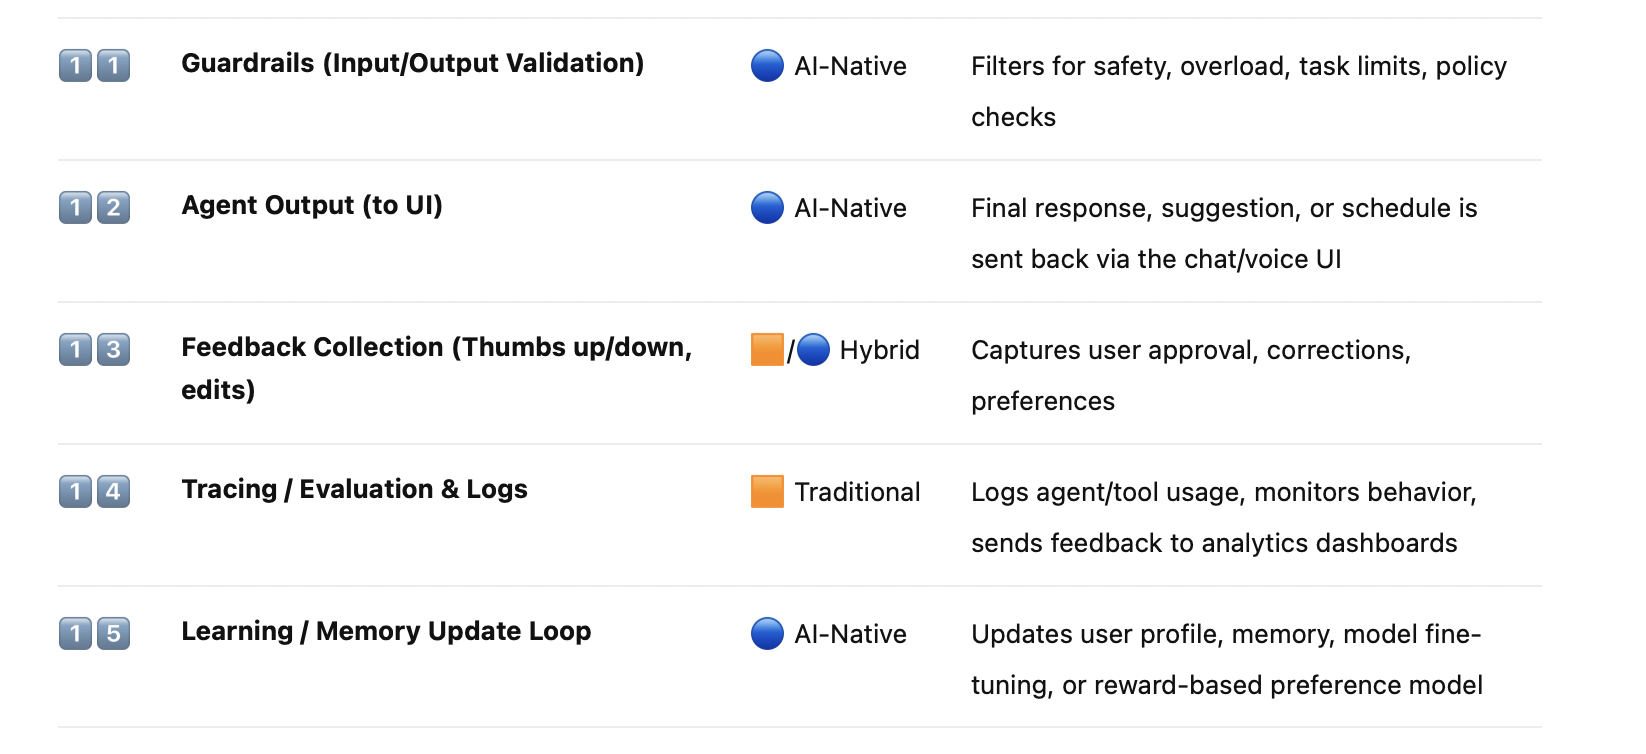 1️⃣1️⃣ Guardrails (Input/Output Validation) 🔵 AI-Native Filters for safety, overload, task limits, policy
checks
1️⃣2️⃣ Agent Output (to UI) 🔵 AI-Native Final response, suggestion, or schedule is
sent back via the chat/voice UI
1️⃣3️⃣ Feedback Collection (Thumbs up/down, 🟧/🔵 Hybrid Captures user approval, corrections,
edits) preferences
1️⃣4️⃣ Tracing / Evaluation & Logs 🟧 Traditional Logs agent/tool usage, monitors behavior,
sends feedback to analytics dashboards
1️⃣5️⃣ Learning / Memory Update Loop 🔵 AI-Native Updates user profile, memory, model fine-
tuning, or reward-based preference model